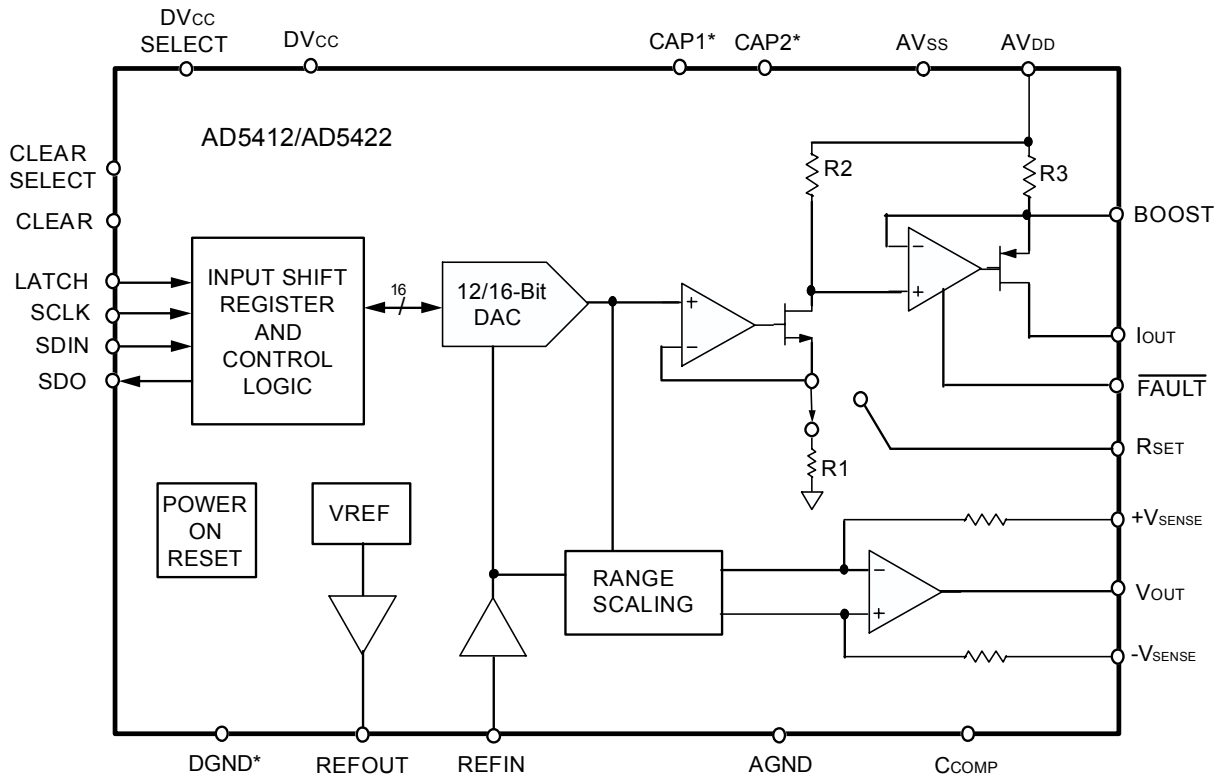 DVCC
SELECT
DVCC
CAP1*
CAP2*
AVSS
AVDD
AD5412/AD5422
CLEAR
SELECT
CLEAR
LATCH
SCLK
SDIN
SDO
INPUT SHIFT
REGISTER
AND
CONTROL
LOGIC
16
12/16-Bit
DAC
+
−
R2
R3
−
+
R1
BOOST
IOUT
FAULT
RSET
+VSENSE
VOUT
-VSENSE
POWER
ON
RESET
VREF
RANGE
SCALING
−
+
DGND*
REFOUT
REFIN
AGND
CCOMP